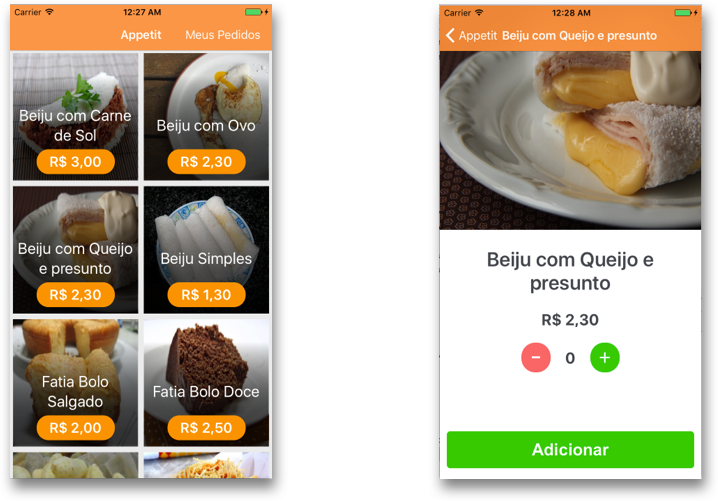 Carrier 12:27 AM
Appetit Meus Pedidos
Beiju com Carne
de Sol
R$ 3,00
Beiju com Ovo
R$ 2,30
Beiju com Queijo
e presunto
R$ 2,30
Beiju Simples
R$ 1,30
Fatia Bolo
Salgado
R$ 2,00
Fatia Bolo Doce
R$ 2,50
Carrier 12:28 AM
Appetit Beiju com Queijo e presunto
Beiju com Queijo e
presunto
R$ 2,30
− 0 +
Adicionar